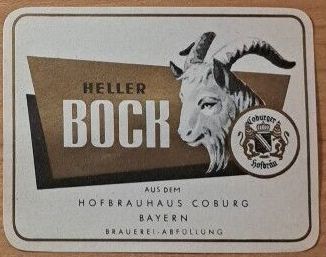 HELLER
BOCK
Coburger
Hofbräu
AUS DEM
HOFBRAUHAUS COBURG
BAYERN
BRAUEREI-ABFÜLLUNG